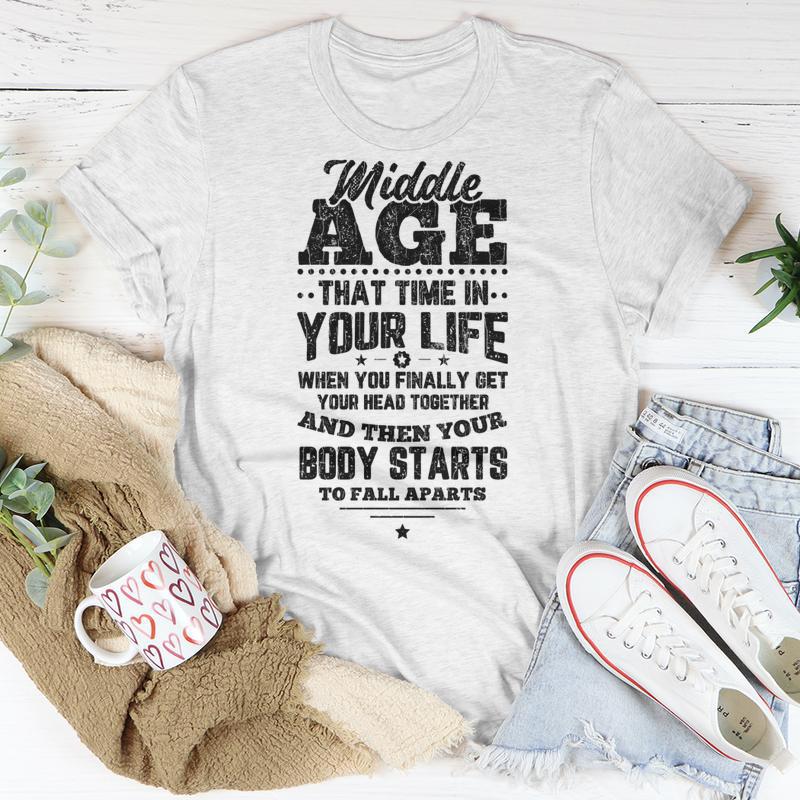 Middle
AGE
THAT TIME IN
YOUR LIFE
WHEN YOU FINALLY GET
YOUR HEAD TOGETHER
AND THEN YOUR
BODY STARTS
TO FALL APARTS